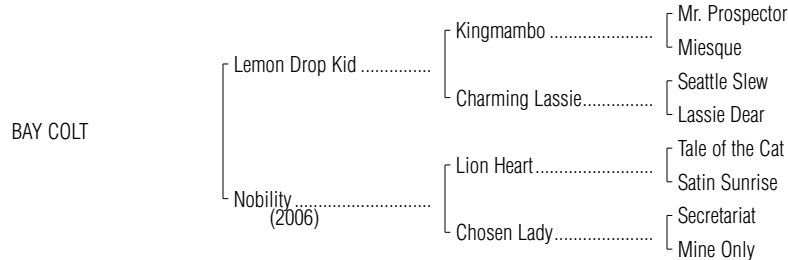 Mr. Prospector
Kingmambo ......................
Miesque
Lemon Drop Kid ...............
Seattle Slew
Charming Lassie...............
Lassie Dear
BAY COLT
Tale of the Cat
Lion Heart.........................
Satin Sunrise
Nobility.............................
(2006)
Secretariat
Chosen Lady.....................
Mine Only